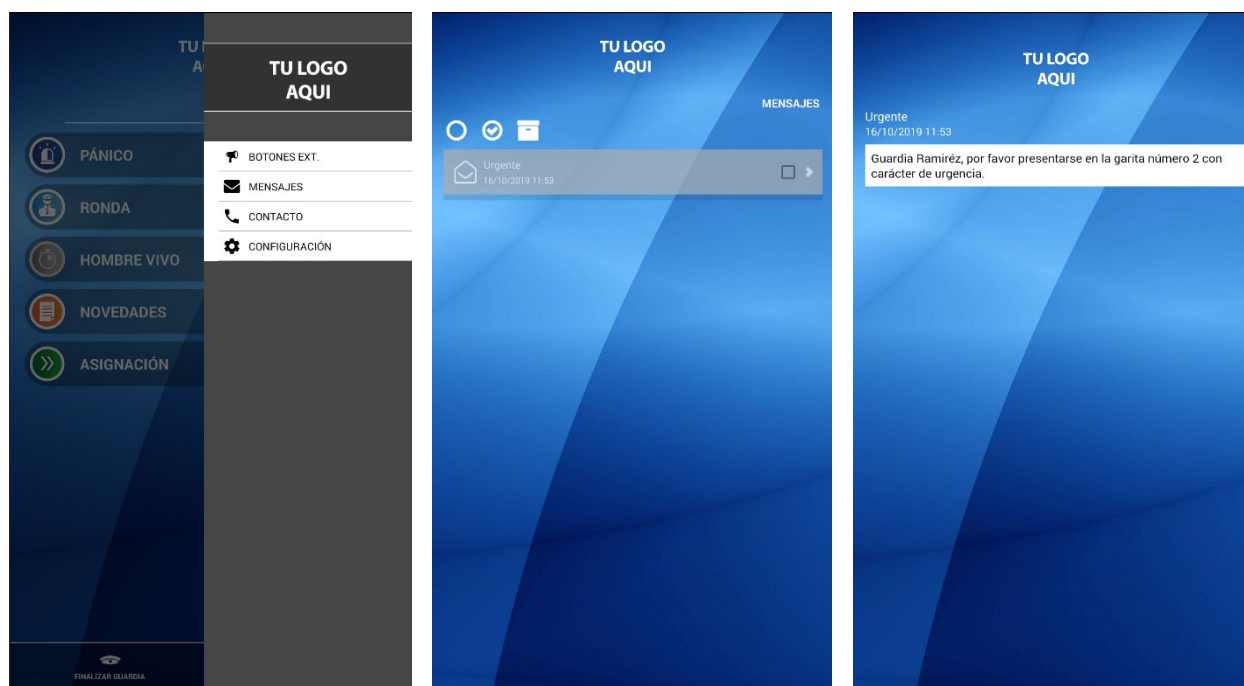 TU
A
PÁNICO
RONDA
HOMBRE VIVO
NOVEDADES
ASIGNACIÓN
FINALIZAR GUARDIA
TU LOGO
AQUI
BOTONES EXT.
MENSAJES
CONTACTO
CONFIGURACIÓN
TU LOGO
AQUI
MENSAJES
Urgente
16/10/2019 11:53
TU LOGO
AQUI
Urgente
16/10/2019 11:53
Guardia Ramiréz, por favor presentarse en la garita número 2 con
carácter de urgencia.